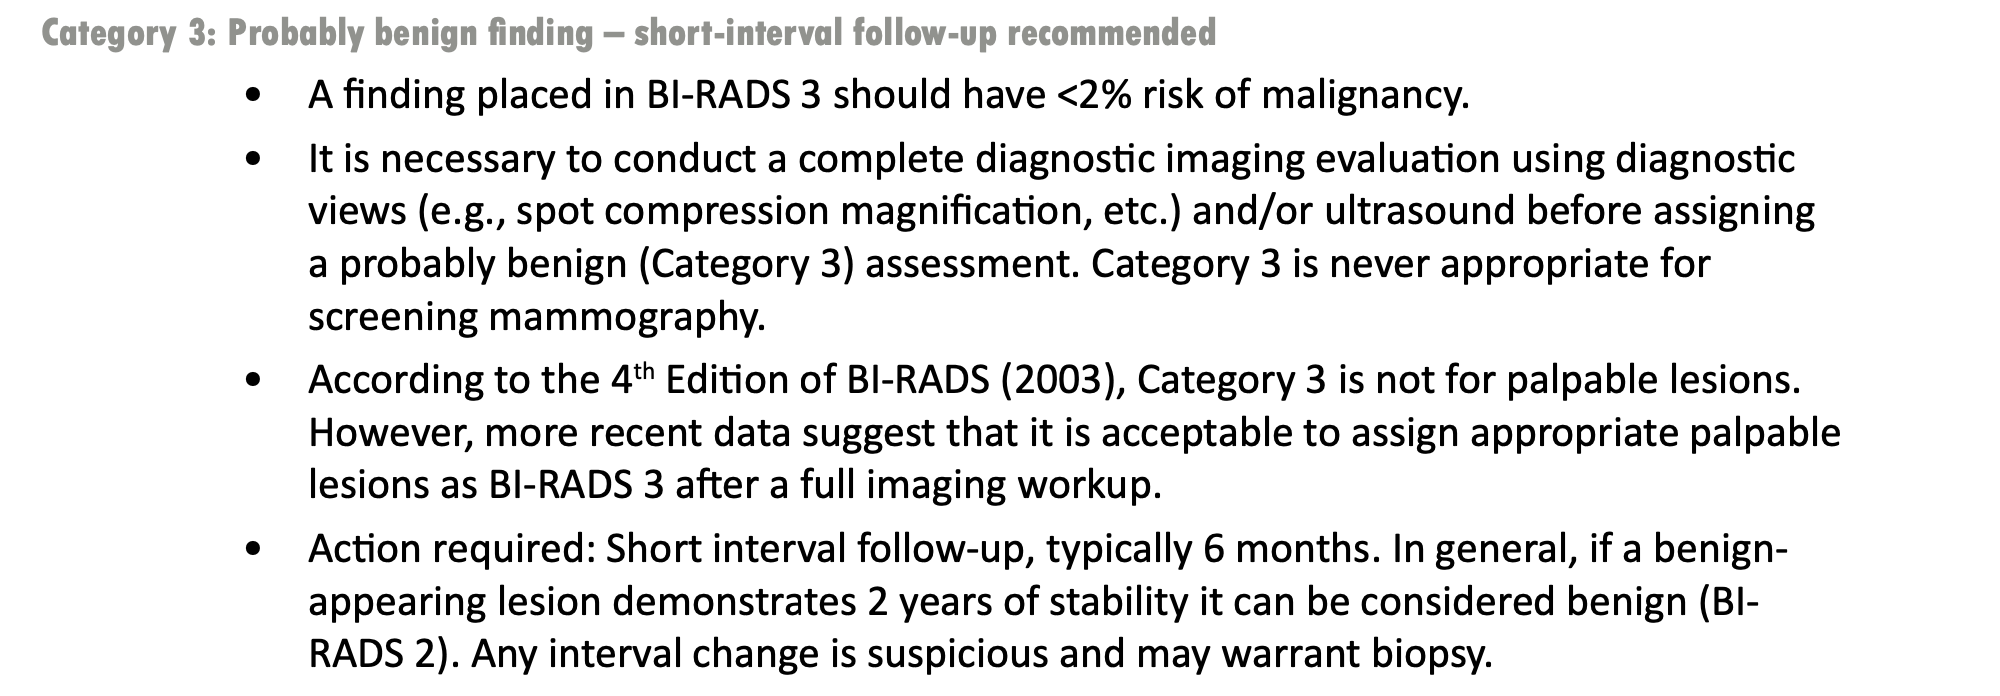 Category 3: Probably benign finding – short-interval follow-up recommended
• A finding placed in BI-RADS 3 should have <2% risk of malignancy.
• It is necessary to conduct a complete diagnostic imaging evaluation using diagnostic
views (e.g., spot compression magnification, etc.) and/or ultrasound before assigning
a probably benign (Category 3) assessment. Category 3 is never appropriate for
screening mammography.
• According to the 4th Edition of BI-RADS (2003), Category 3 is not for palpable lesions.
However, more recent data suggest that it is acceptable to assign appropriate palpable
lesions as BI-RADS 3 after a full imaging workup.
• Action required: Short interval follow-up, typically 6 months. In general, if a benign-
appearing lesion demonstrates 2 years of stability it can be considered benign (BI-
RADS 2). Any interval change is suspicious and may warrant biopsy.